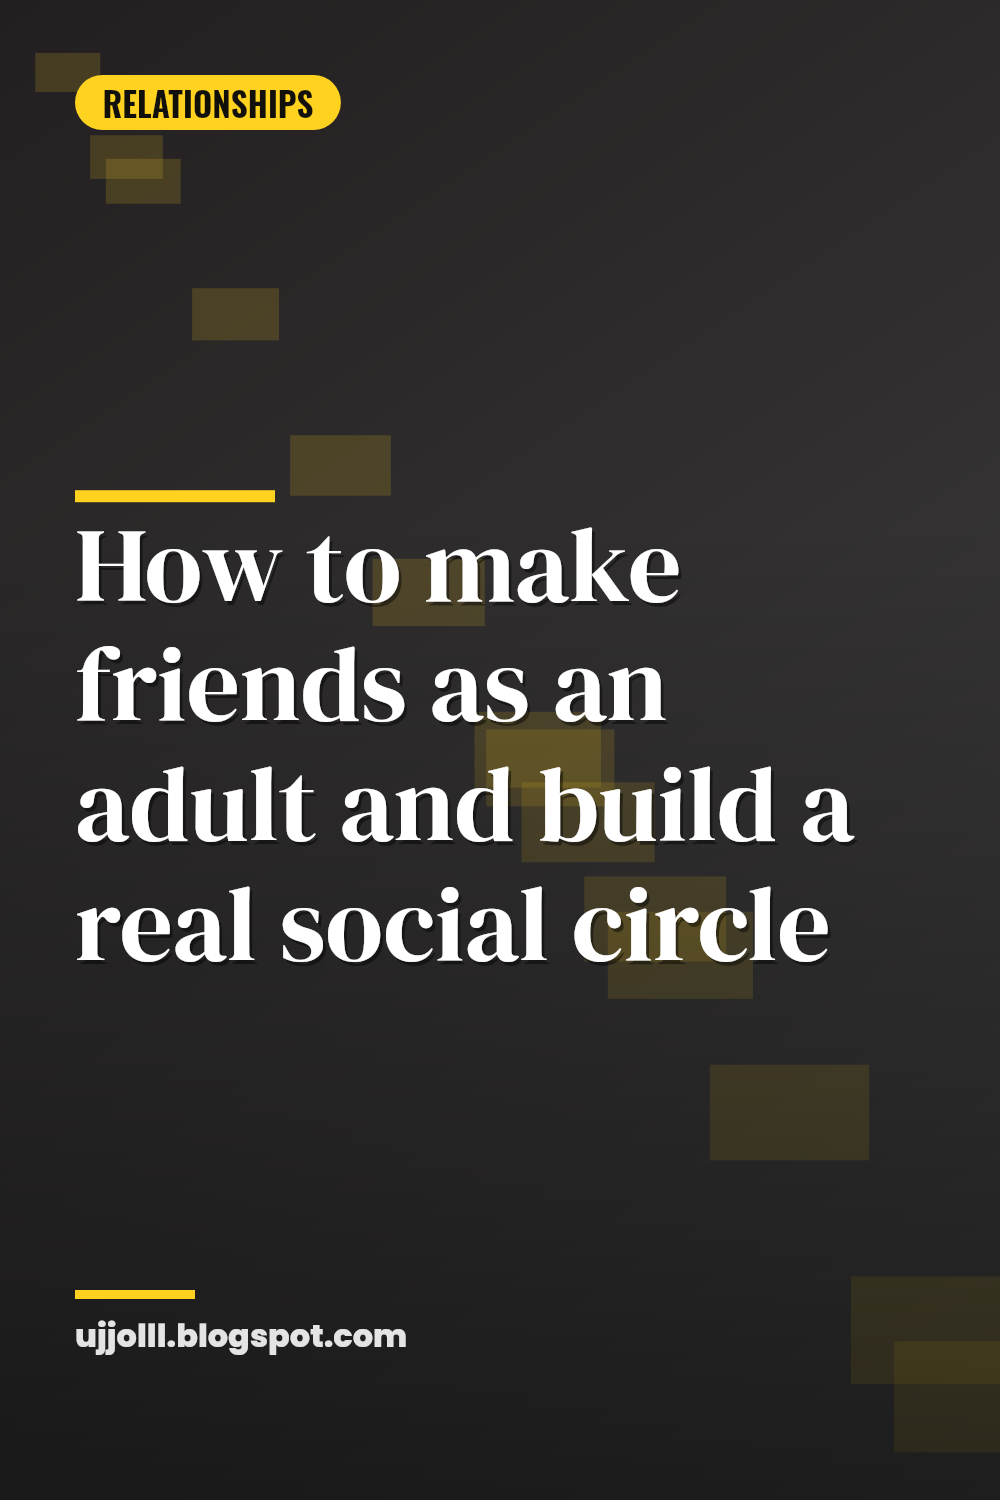 RELATIONSHIPS
How to make
friends as an
adult and build a
real social circle
ujjolll.blogspot.com